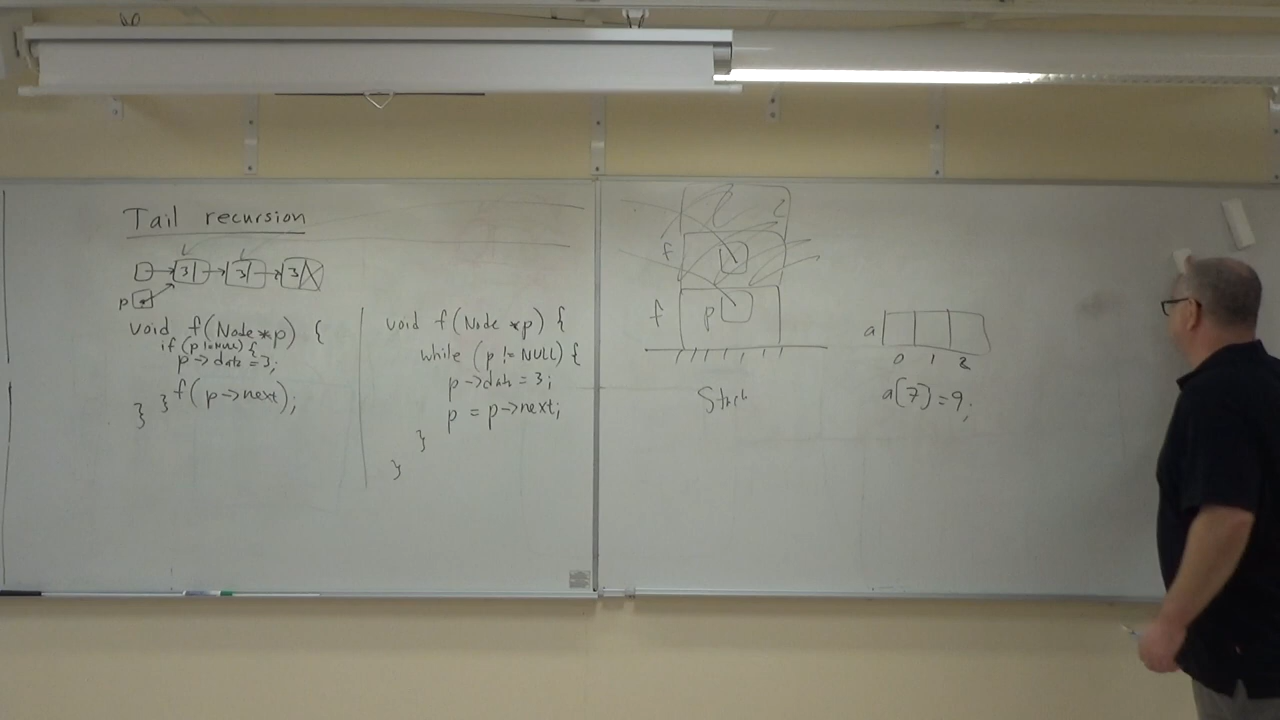 Tail recursion
3 3 3
p
void f(Node *p) {
if (p != NULL) {
p->data = 3;
f(p->next);
}
}
void f(Node *p) {
while (p != NULL) {
p->data = 3;
p = p->next;
}
}
f
f p
a
0 1 2
a[7] = 9;